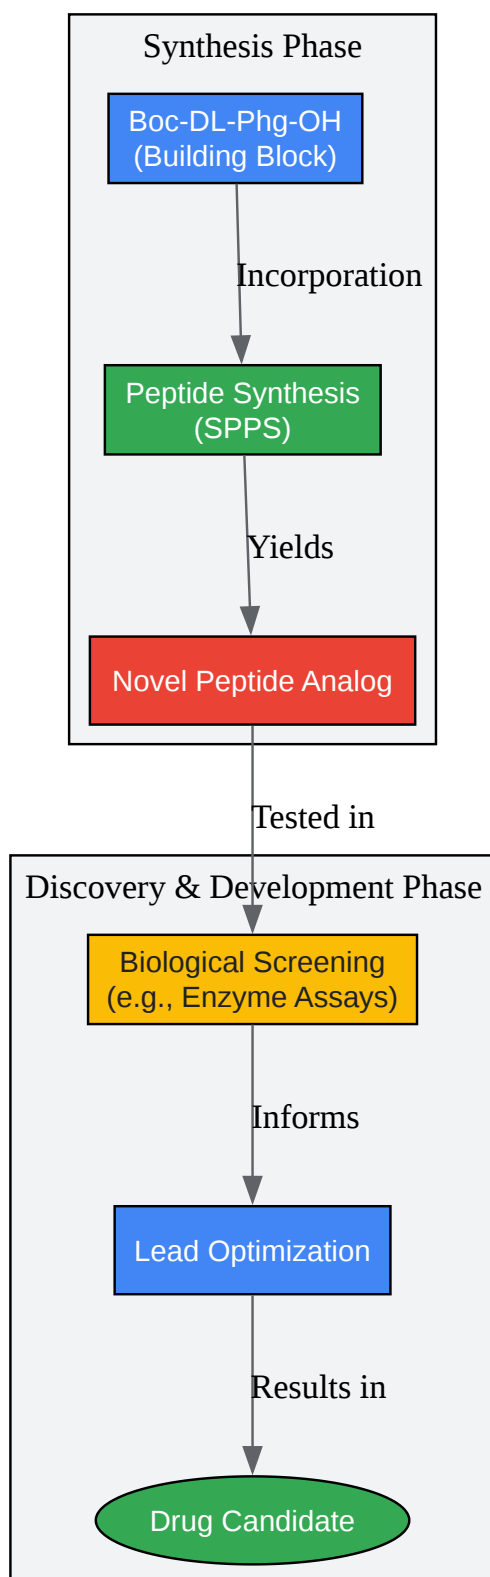 Synthesis Phase
Boc-DL-Phg-OH
(Building Block)
Incorporation
Peptide Synthesis
(SPPS)
Yields
Novel Peptide Analog
Tested in
Discovery & Development Phase
Biological Screening
(e.g., Enzyme Assays)
Informs
Lead Optimization
Results in
Drug Candidate